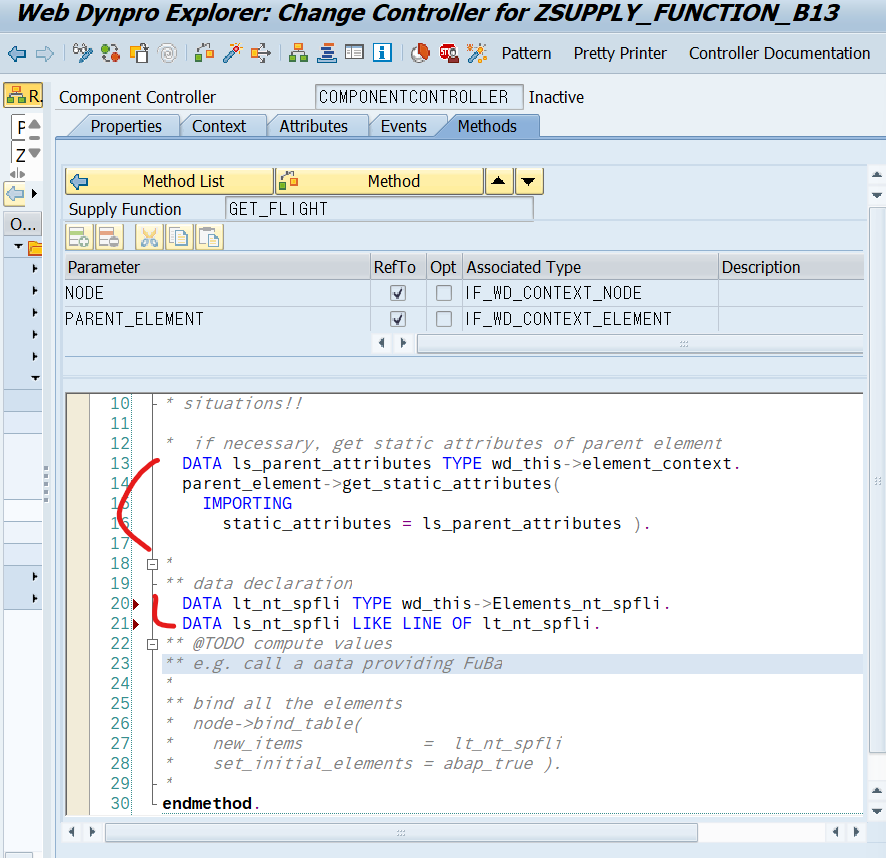 Web Dynpro Explorer: Change Controller for ZSUPPLY_FUNCTION_B13
Pattern Pretty Printer Controller Documentation
R.
Component Controller COMPONENTCONTROLLER Inactive
P
Properties Context Attributes Events Methods
Z
Method List Method
Supply Function GET_FLIGHT
O...
Parameter RefTo Opt Associated Type Description
NODE IF_WD_CONTEXT_NODE
PARENT_ELEMENT IF_WD_CONTEXT_ELEMENT
10 * situations!!
11
12 * if necessary, get static attributes of parent element
13 DATA ls_parent_attributes TYPE wd_this->element_context.
14 parent_element->get_static_attributes(
15 IMPORTING
16 static_attributes = ls_parent_attributes ).
17
18 *
19 ** data declaration
20 DATA lt_nt_spfli TYPE wd_this->Elements_nt_spfli.
21 DATA ls_nt_spfli LIKE LINE OF lt_nt_spfli.
22 ** @TODO compute values
23 ** e.g. call a data providing FuBa
24 *
25 ** bind all the elements
26 * node->bind_table(
27 * new_items = lt_nt_spfli
28 * set_initial_elements = abap_true ).
29 *
30 endmethod.